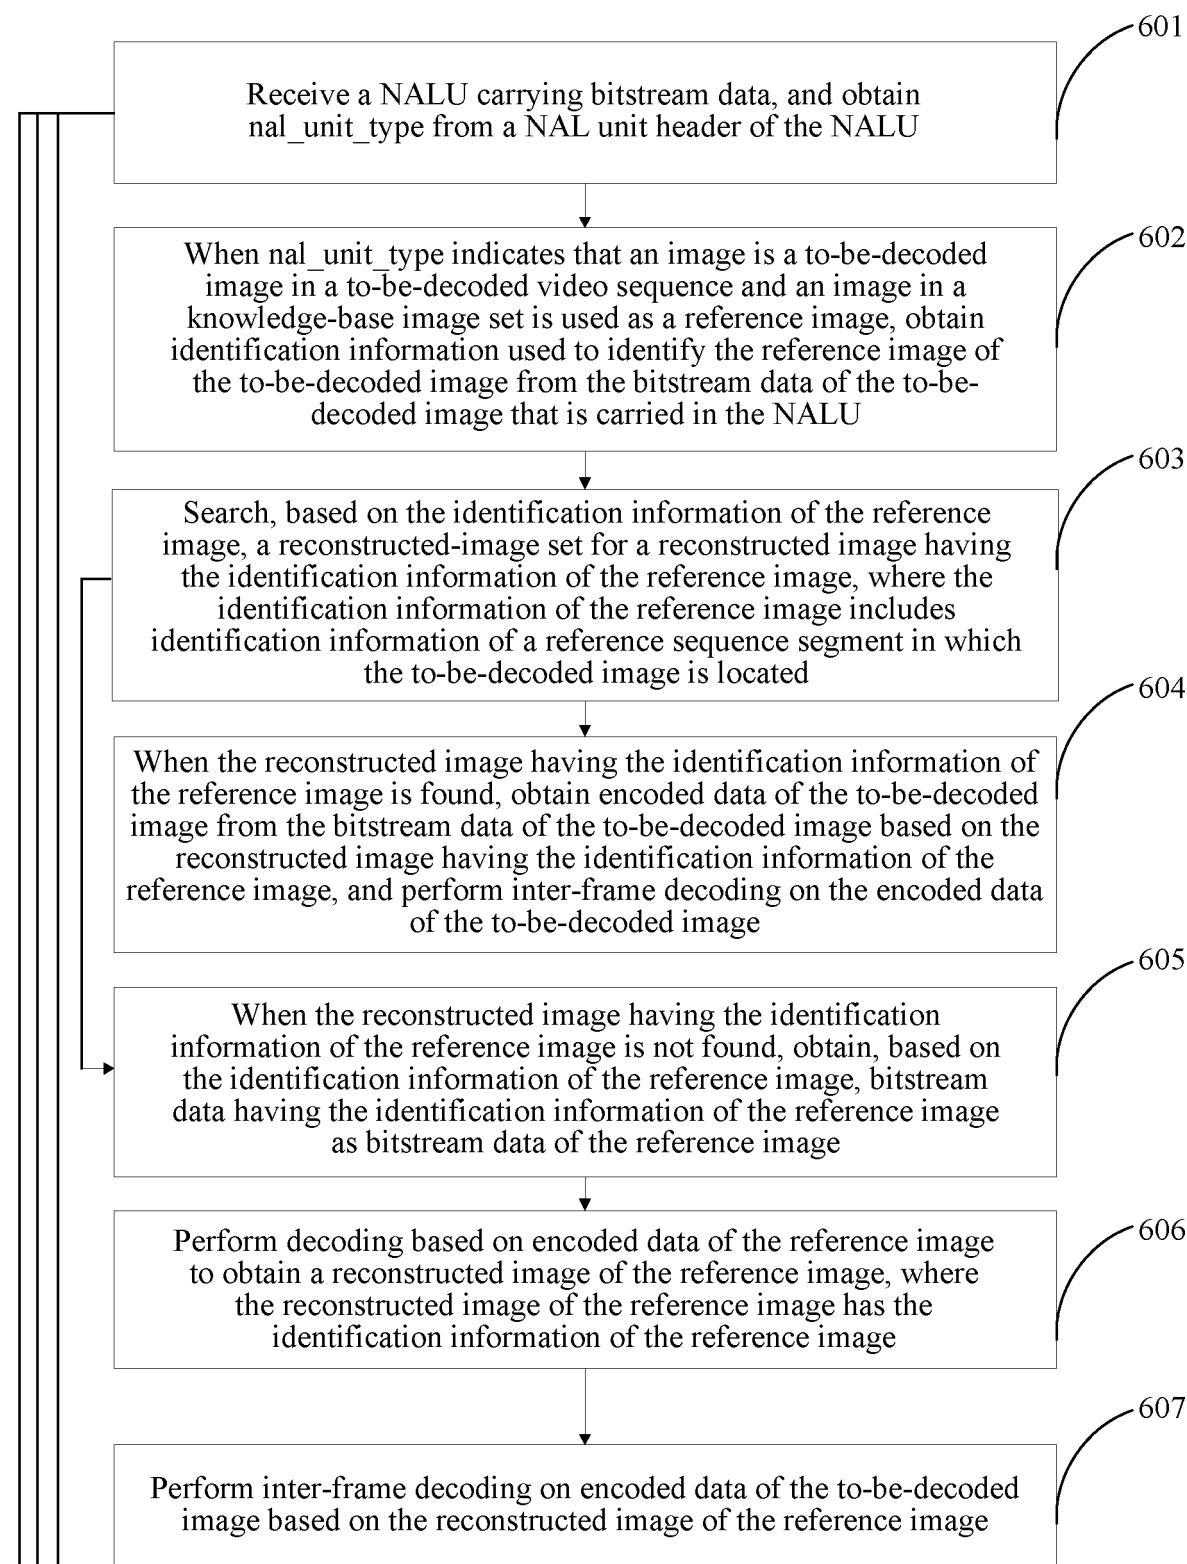 601
Receive a NALU carrying bitstream data, and obtain
nal_unit_type from a NAL unit header of the NALU
602
When nal_unit_type indicates that an image is a to-be-decoded
image in a to-be-decoded video sequence and an image in a
knowledge-base image set is used as a reference image, obtain
identification information used to identify the reference image of
the to-be-decoded image from the bitstream data of the to-be-
decoded image that is carried in the NALU
603
Search, based on the identification information of the reference
image, a reconstructed-image set for a reconstructed image having
the identification information of the reference image, where the
identification information of the reference image includes
identification information of a reference sequence segment in which
the to-be-decoded image is located
604
When the reconstructed image having the identification information of
the reference image is found, obtain encoded data of the to-be-decoded
image from the bitstream data of the to-be-decoded image based on the
reconstructed image having the identification information of the
reference image, and perform inter-frame decoding on the encoded data
of the to-be-decoded image
605
When the reconstructed image having the identification
information of the reference image is not found, obtain, based on
the identification information of the reference image, bitstream
data having the identification information of the reference image
as bitstream data of the reference image
606
Perform decoding based on encoded data of the reference image
to obtain a reconstructed image of the reference image, where
the reconstructed image of the reference image has the
identification information of the reference image
607
Perform inter-frame decoding on encoded data of the to-be-decoded
image based on the reconstructed image of the reference image